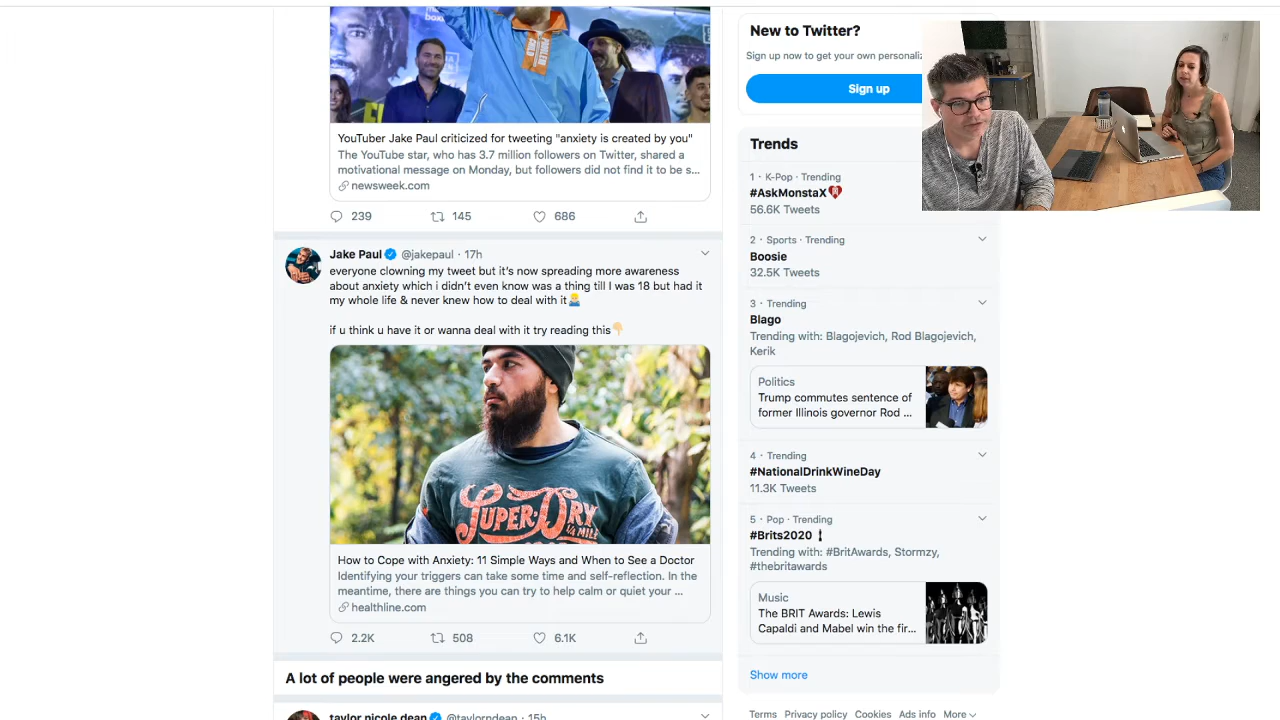 YouTuber Jake Paul criticized for tweeting "anxiety is created by you"
The YouTube star, who has 3.7 million followers on Twitter, shared a
motivational message on Monday, but followers did not find it to be s...
newsweek.com
239 145 686
Jake Paul @jakepaul · 17h
everyone clowning my tweet but it's now spreading more awareness
about anxiety which i didn't even know was a thing till I was 18 but had it
my whole life & never knew how to deal with it
if u think u have it or wanna deal with it try reading this
SUPER-DRY
1/4 MILE
How to Cope with Anxiety: 11 Simple Ways and When to See a Doctor
Identifying your triggers can take some time and self-reflection. In the
meantime, there are things you can try to help calm or quiet your ...
healthline.com
2.2K 508 6.1K
A lot of people were angered by the comments
taylor nicole dean @taylorndean · 15h
New to Twitter?
Sign up now to get your own personaliz
Sign up
Trends
1 · K-Pop · Trending
#AskMonstaX
56.6K Tweets
2 · Sports · Trending
Boosie
32.5K Tweets
3 · Trending
Blago
Trending with: Blagojevich, Rod Blagojevich,
Kerik
Politics
Trump commutes sentence of
former Illinois governor Rod ...
4 · Trending
#NationalDrinkWineDay
11.3K Tweets
5 · Pop · Trending
#Brits2020
Trending with: #BritAwards, Stormzy,
#thebritawards
Music
The BRIT Awards: Lewis
Capaldi and Mabel win the fir...
Show more
Terms Privacy policy Cookies Ads info More